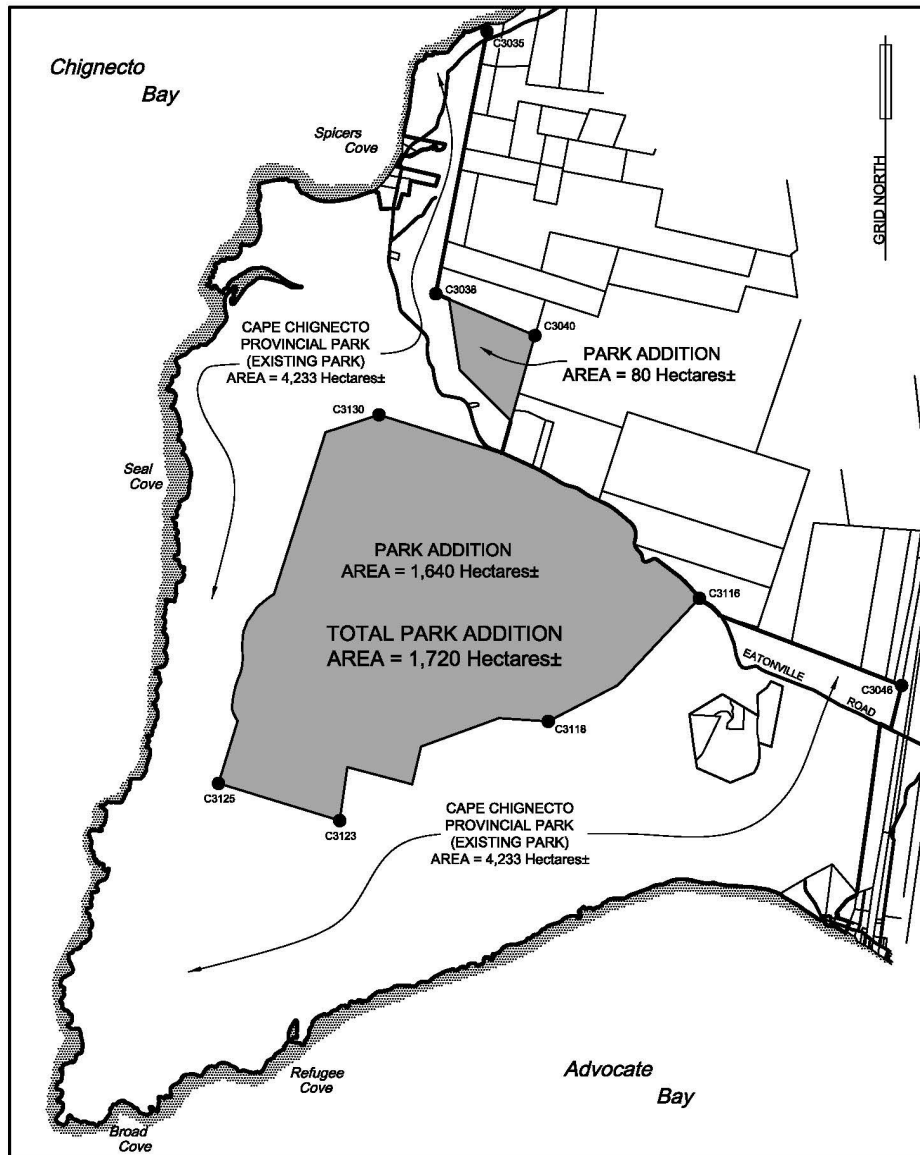 C3035
Chignecto
Bay
Spicers
Cove
GRID NORTH
C3038
C3040
CAPE CHIGNECTO
PROVINCIAL PARK
(EXISTING PARK)
AREA = 4,233 Hectares±
PARK ADDITION
AREA = 80 Hectares±
C3130
Seal
Cove
PARK ADDITION
AREA = 1,640 Hectares±
TOTAL PARK ADDITION
AREA = 1,720 Hectares±
C3116
EATONVILLE
ROAD
C3046
C3118
C3125
C3123
CAPE CHIGNECTO
PROVINCIAL PARK
(EXISTING PARK)
AREA = 4,233 Hectares±
Refugee
Cove
Advocate
Bay
Broad
Cove